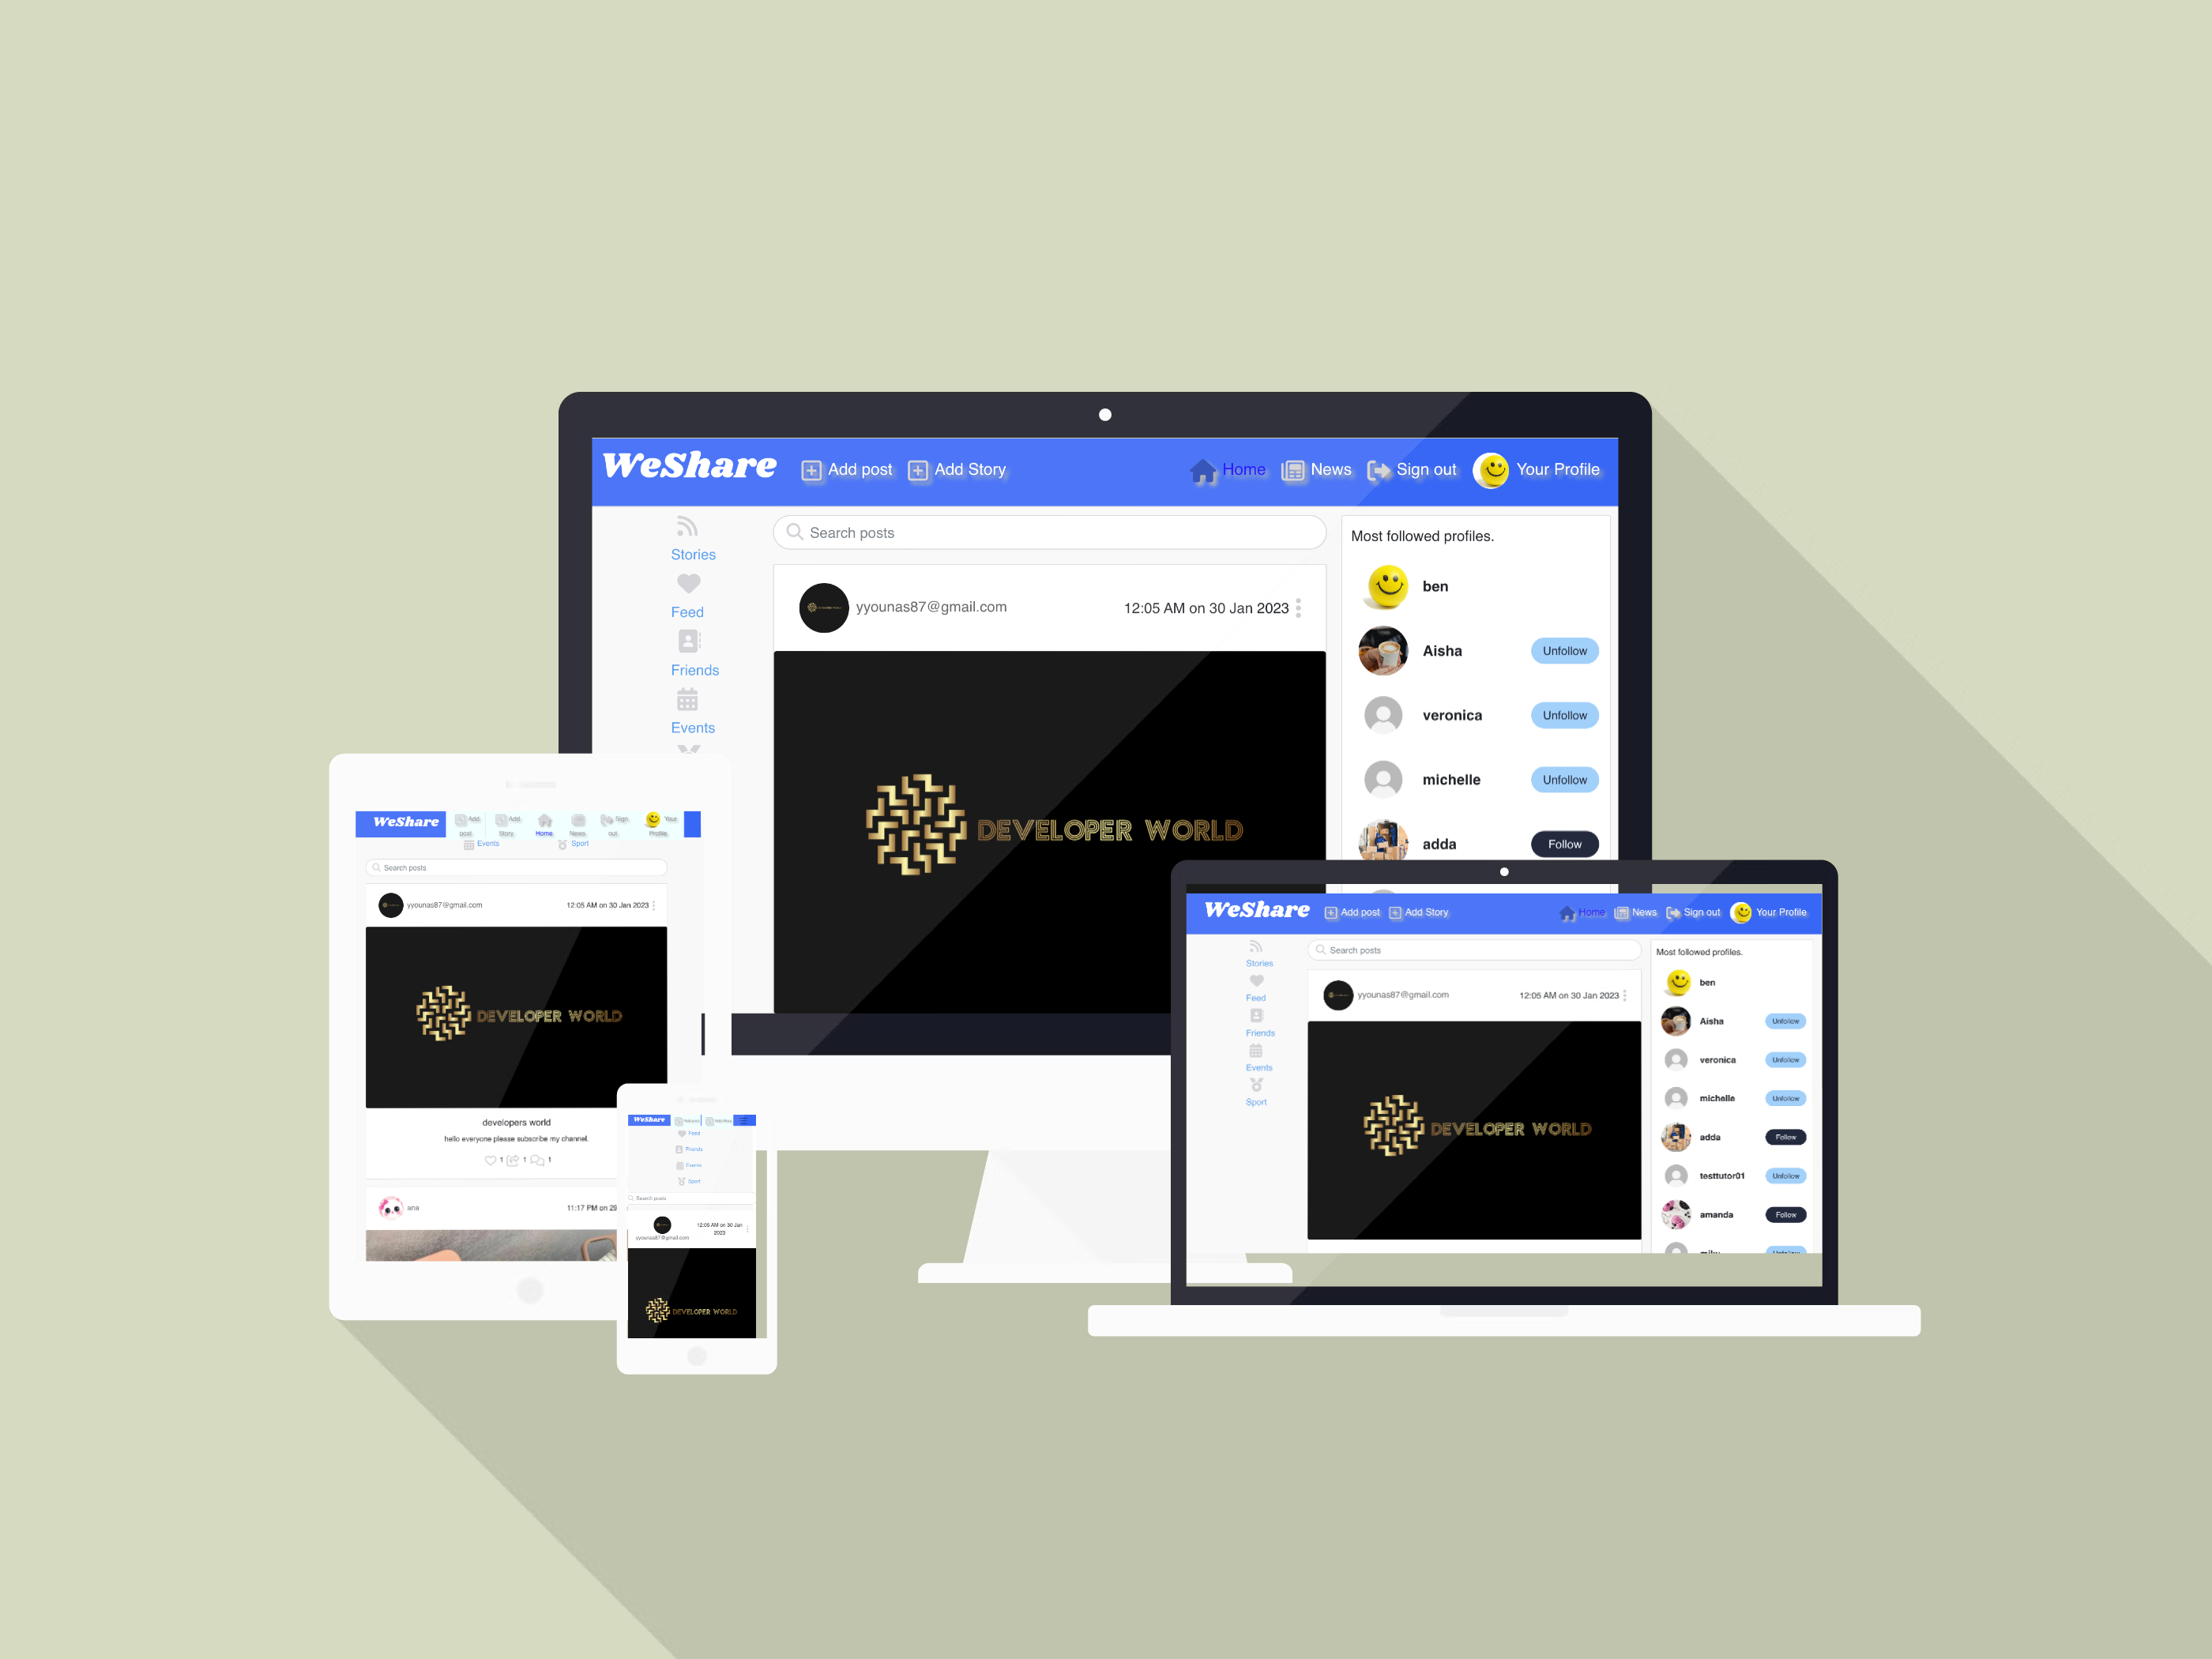 WeShare Add post Add Story Home News Sign out Your Profile
Stories
Feed
Friends
Events
Search posts
yyounas87@gmail.com 12:05 AM on 30 Jan 2023
DEVELOPER WORLD
Most followed profiles.
ben
Aisha Unfollow
veronica Unfollow
michelle Unfollow
adda Follow
WeShare Add post Add Story Home News Sign out Your Profile
Events Sport
Search posts
yyounas87@gmail.com 12:05 AM on 30 Jan 2023
DEVELOPER WORLD
developers world
hello everyone please subscribe my channel.
1 1 1
ana 11:17 PM on 29
WeShare
Feed
Friends
Events
Sport
Search posts
12:05 AM on 30 Jan
2023
yyounas87@gmail.com
DEVELOPER WORLD
WeShare Add post Add Story Home News Sign out Your Profile
Stories
Feed
Friends
Events
Sport
Search posts
yyounas87@gmail.com 12:05 AM on 30 Jan 2023
DEVELOPER WORLD
Most followed profiles.
ben
Aisha Unfollow
veronica Unfollow
michelle Unfollow
adda Follow
testtutor01 Unfollow
amanda Follow